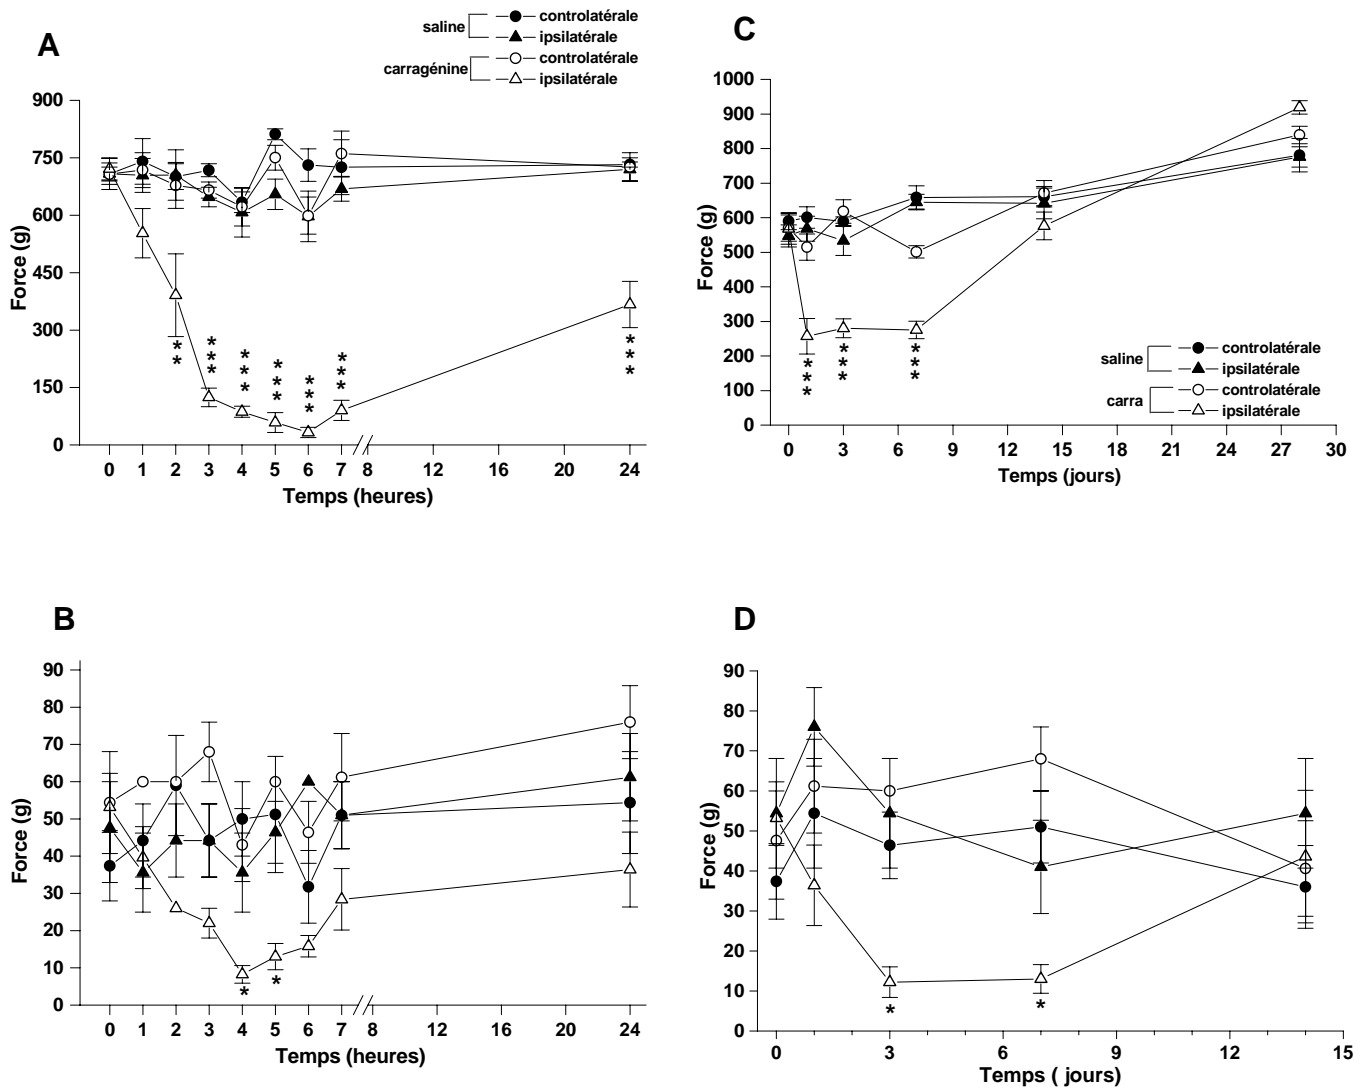 A
saline
controlatérale
ipsilatérale
carragénine
controlatérale
ipsilatérale
900
750
600
450
300
150
0
Force (g)
** *** *** *** *** *** ***
0 1 2 3 4 5 6 7 8 12 16 20 24
Temps (heures)
C
1000
900
800
700
600
500
400
300
200
100
0
Force (g)
*** *** ***
saline
controlatérale
ipsilatérale
carra
controlatérale
ipsilatérale
0 3 6 9 12 15 18 21 24 27 30
Temps (jours)
B
90
80
70
60
50
40
30
20
10
0
Force (g)
* *
0 1 2 3 4 5 6 7 8 12 16 20 24
Temps (heures)
D
90
80
70
60
50
40
30
20
10
0
Force (g)
* *
0 3 6 9 12 15
Temps ( jours)